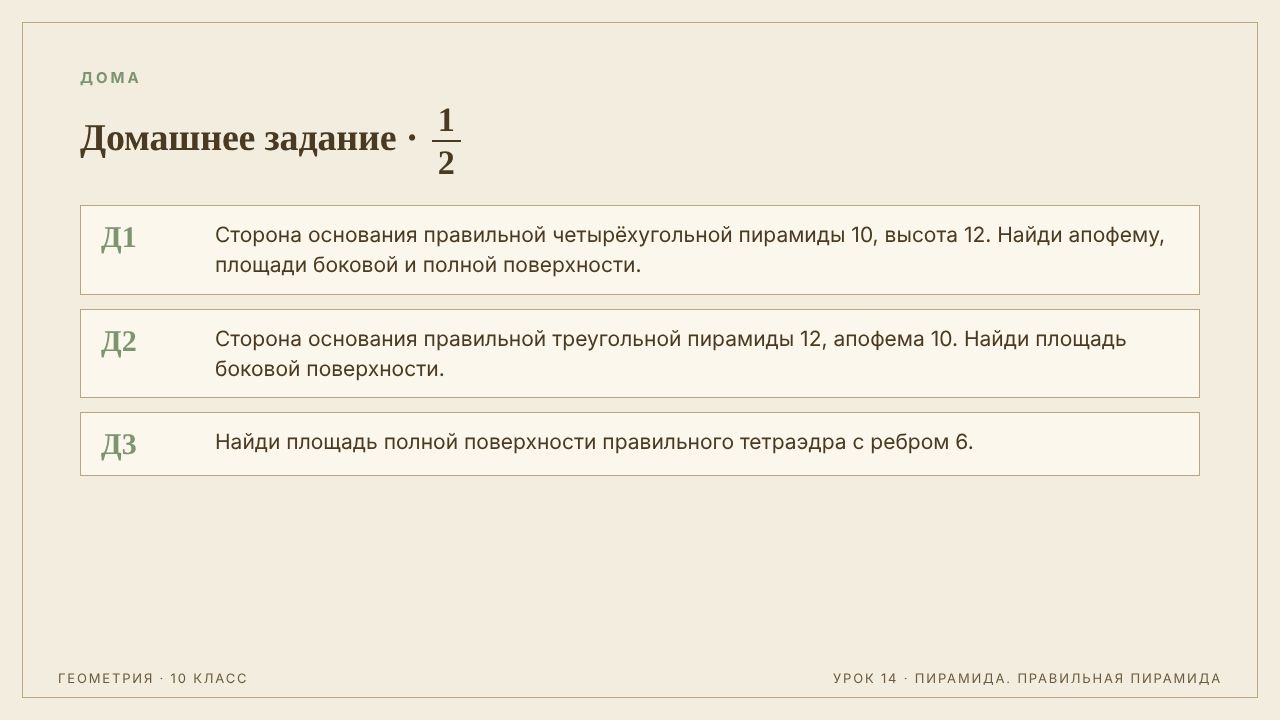 ДОМА
Домашнее задание · 1/2
Д1
Сторона основания правильной четырёхугольной пирамиды 10, высота 12. Найди апофему,
площади боковой и полной поверхности.
Д2
Сторона основания правильной треугольной пирамиды 12, апофема 10. Найди площадь
боковой поверхности.
Д3
Найди площадь полной поверхности правильного тетраэдра с ребром 6.
ГЕОМЕТРИЯ · 10 КЛАСС
УРОК 14 · ПИРАМИДА. ПРАВИЛЬНАЯ ПИРАМИДА